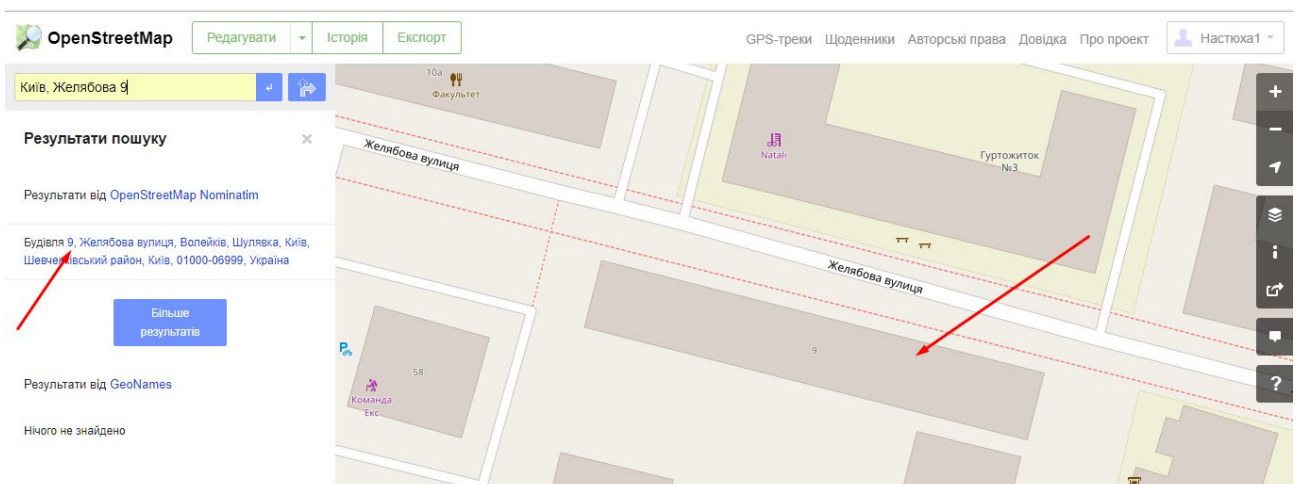 OpenStreetMap
Редагувати
Історія
Експорт
GPS-треки
Щоденники
Авторські права
Довідка
Про проект
Настюха1
Київ, Желябова 9
Результати пошуку
Результати від OpenStreetMap Nominatim
Будівля 9, Желябова вулиця, Волейків, Шулявка, Київ,
Шевченківський район, Київ, 01000-06999, Україна
Більше
результатів
Результати від GeoNames
Нічого не знайдено
10а
Факультет
Желябова вулиця
Natali
Гуртожиток
№3
Желябова вулиця
9
58
Команда
Екс
P